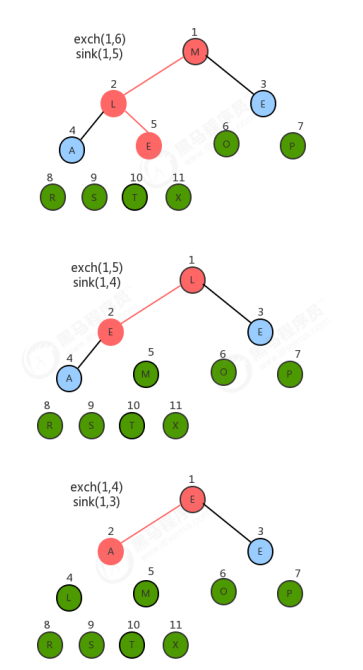 1
exch(1,6)
sink(1,5)
M
2
3
L
E
4
5
6
7
A
E
O
P
8
9
10
11
R
S
T
X
1
exch(1,5)
sink(1,4)
L
2
3
E
E
4
5
6
7
A
M
O
P
8
9
10
11
R
S
T
X
1
exch(1,4)
sink(1,3)
E
2
3
A
E
4
5
6
7
L
M
O
P
8
9
10
11
R
S
T
X